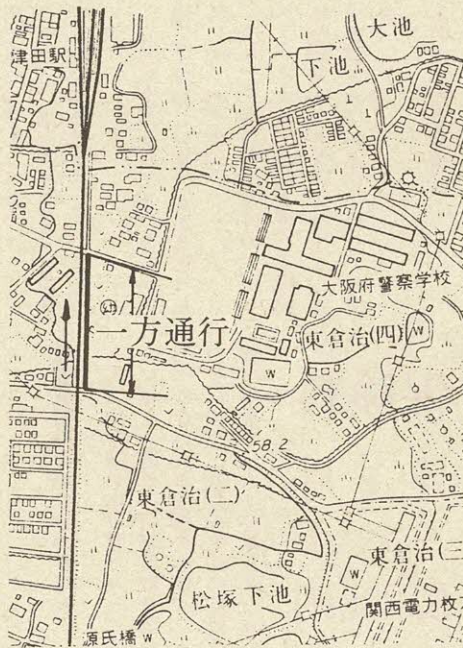 大池
津田駅
下池
大阪府警察学校
一方通行
東倉治(四)
W
W
58.2
東倉治(二)
東倉治(三
W
松塚下池
関西電力枚
源氏橋
W